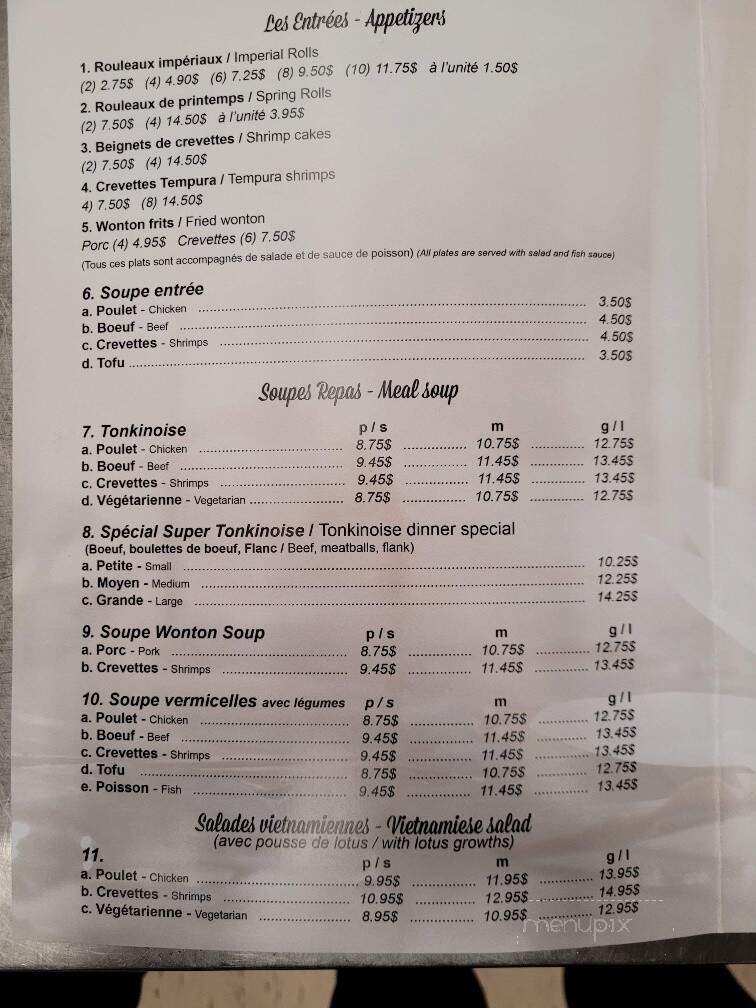 Les Entrées - Appetizers
1. Rouleaux impériaux / Imperial Rolls
(2) 2.75$ (4) 4.90$ (6) 7.25$ (8) 9.50$ (10) 11.75$ à l'unité 1.50$
2. Rouleaux de printemps / Spring Rolls
(2) 7.50$ (4) 14.50$ à l'unité 3.95$
3. Beignets de crevettes / Shrimp cakes
(2) 7.50$ (4) 14.50$
4. Crevettes Tempura / Tempura shrimps
4) 7.50$ (8) 14.50$
5. Wonton frits / Fried wonton
Porc (4) 4.95$ Crevettes (6) 7.50$
(Tous ces plats sont accompagnés de salade et de sauce de poisson) (All plates are served with salad and fish sauce)
6. Soupe entrée
a. Poulet - Chicken 3.50$
b. Boeuf - Beef 4.50$
c. Crevettes - Shrimps 4.50$
d. Tofu 3.50$
Soupes Repas - Meal soup
7. Tonkinoise p / s m g / l
a. Poulet - Chicken 8.75$ 10.75$ 12.75$
b. Boeuf - Beef 9.45$ 11.45$ 13.45$
c. Crevettes - Shrimps 9.45$ 11.45$ 13.45$
d. Végétarienne - Vegetarian 8.75$ 10.75$ 12.75$
8. Spécial Super Tonkinoise / Tonkinoise dinner special
(Boeuf, boulettes de boeuf, Flanc / Beef, meatballs, flank)
a. Petite - Small 10.25$
b. Moyen - Medium 12.25$
c. Grande - Large 14.25$
9. Soupe Wonton Soup p / s m g / l
a. Porc - Pork 8.75$ 10.75$ 12.75$
b. Crevettes - Shrimps 9.45$ 11.45$ 13.45$
10. Soupe vermicelles avec légumes p / s m g / l
a. Poulet - Chicken 8.75$ 10.75$ 12.75$
b. Boeuf - Beef 9.45$ 11.45$ 13.45$
c. Crevettes - Shrimps 9.45$ 11.45$ 13.45$
d. Tofu 8.75$ 10.75$ 12.75$
e. Poisson - Fish 9.45$ 11.45$ 13.45$
Salades vietnamiennes - Vietnamiese salad
(avec pousse de lotus / with lotus growths)
11. p / s m g / l
a. Poulet - Chicken 9.95$ 11.95$ 13.95$
b. Crevettes - Shrimps 10.95$ 12.95$ 14.95$
c. Végétarienne - Vegetarian 8.95$ 10.95$ 12.95$
menupix